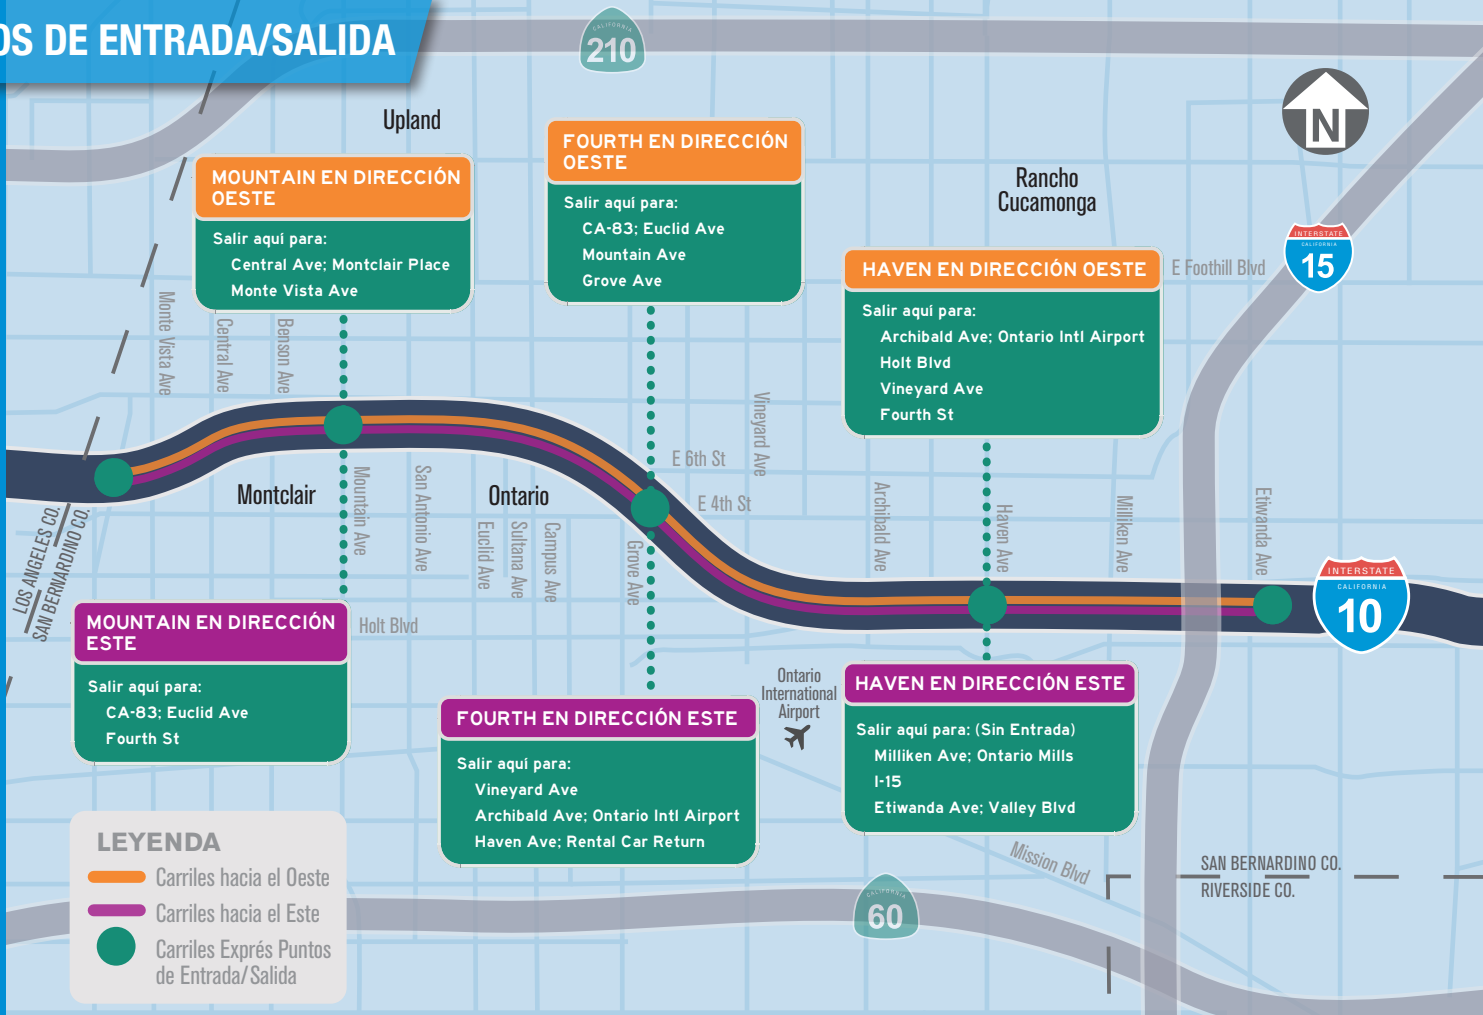 OS DE ENTRADA/SALIDA
CALIFORNIA
210
Upland
MOUNTAIN EN DIRECCIÓN
OESTE
Salir aquí para:
Central Ave; Montclair Place
Monte Vista Ave
FOURTH EN DIRECCIÓN
OESTE
Salir aquí para:
CA-83; Euclid Ave
Mountain Ave
Grove Ave
N
Rancho
Cucamonga
HAVEN EN DIRECCIÓN OESTE
Salir aquí para:
Archibald Ave; Ontario Intl Airport
Holt Blvd
Vineyard Ave
Fourth St
E Foothill Blvd
INTERSTATE
CALIFORNIA
15
Monte Vista Ave
Central Ave
Benson Ave
Vineyard Ave
E 6th St
E 4th St
Montclair
Mountain Ave
San Antonio Ave
Ontario
Euclid Ave
Sultana Ave
Campus Ave
Grove Ave
Archibald Ave
Haven Ave
Milliken Ave
Etiwanda Ave
LOS ANGELES CO.
SAN BERNARDINO CO.
INTERSTATE
CALIFORNIA
10
MOUNTAIN EN DIRECCIÓN
ESTE
Salir aquí para:
CA-83; Euclid Ave
Fourth St
Holt Blvd
FOURTH EN DIRECCIÓN ESTE
Salir aquí para:
Vineyard Ave
Archibald Ave; Ontario Intl Airport
Haven Ave; Rental Car Return
Ontario
International
Airport
HAVEN EN DIRECCIÓN ESTE
Salir aquí para: (Sin Entrada)
Milliken Ave; Ontario Mills
I-15
Etiwanda Ave; Valley Blvd
LEYENDA
Carriles hacia el Oeste
Carriles hacia el Este
Carriles Exprés Puntos
de Entrada/Salida
CALIFORNIA
60
Mission Blvd
SAN BERNARDINO CO.
RIVERSIDE CO.